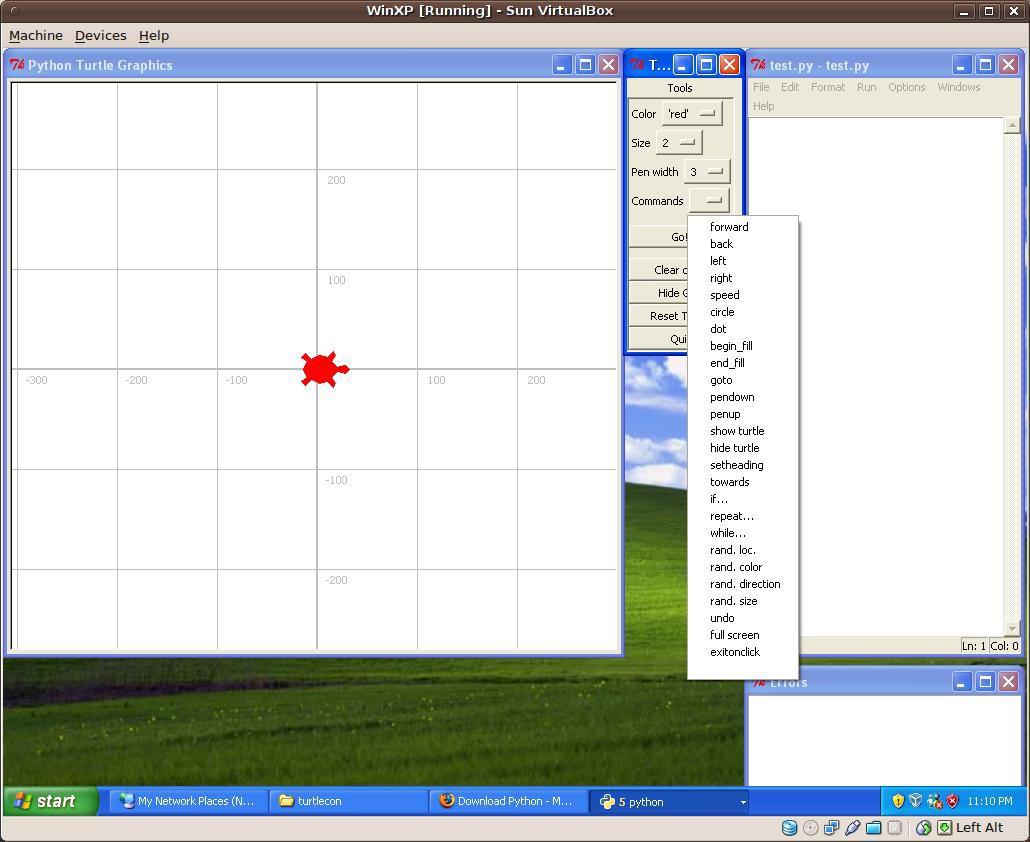 WinXP [Running] - Sun VirtualBox
Machine Devices Help
Python Turtle Graphics
200
100
-300 -200 -100 100 200
-100
-200
T...
Tools
Color 'red'
Size 2
Pen width 3
Commands
Go!
Clear
Hide
Reset T
Qui
forward
back
left
right
speed
circle
dot
begin_fill
end_fill
goto
pendown
penup
show turtle
hide turtle
setheading
towards
if...
repeat...
while...
rand. loc.
rand. color
rand. direction
rand. size
undo
full screen
exitonclick
test.py - test.py
File Edit Format Run Options Windows
Help
Ln: 1 Col: 0
Errors
start My Network Places (N... turtlecon Download Python - M... 5 python 11:10 PM
Left Alt